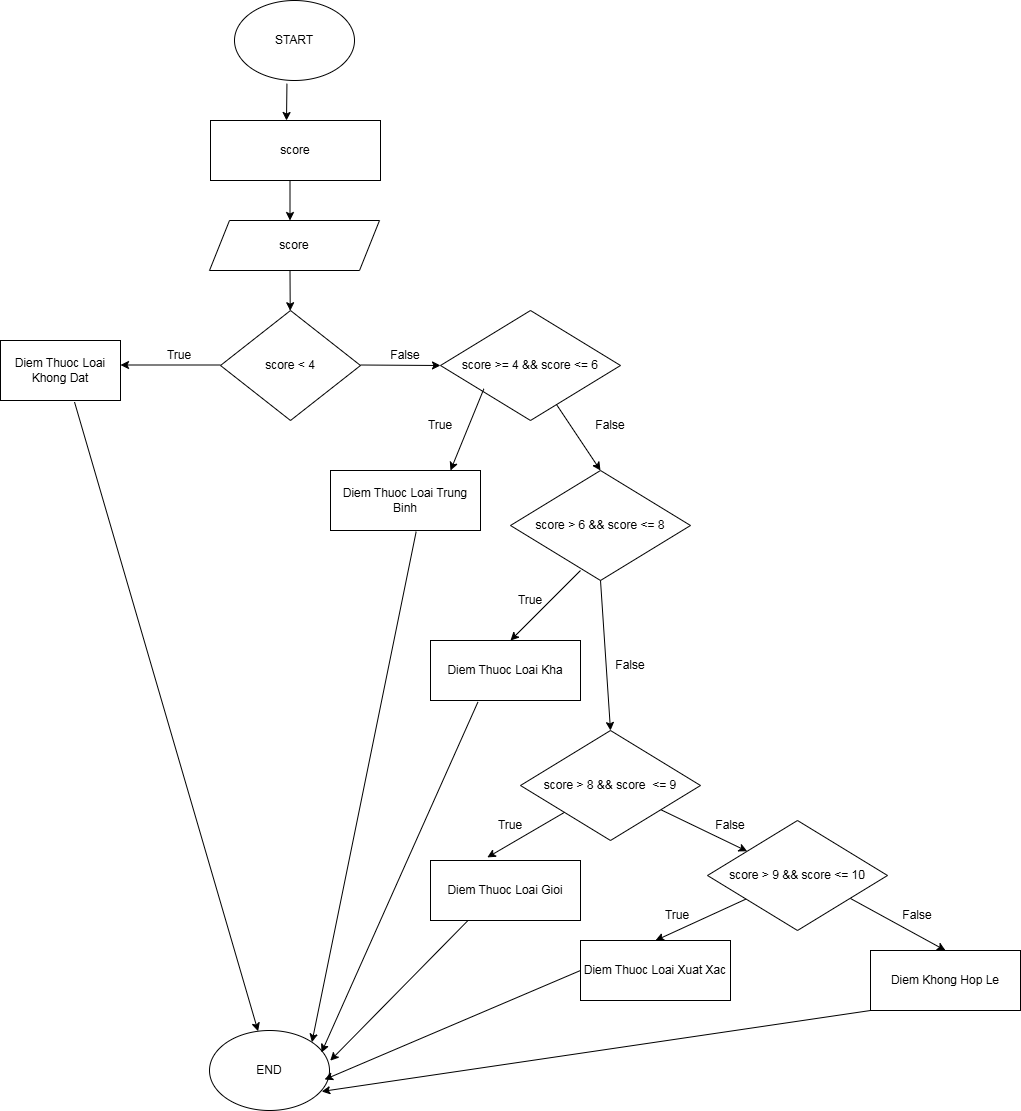 START
score
score
score < 4
True
False
Diem Thuoc Loai
Khong Dat
score >= 4 && score <= 6
True
False
Diem Thuoc Loai Trung
Binh
score > 6 && score <= 8
True
False
Diem Thuoc Loai Kha
score > 8 && score  <= 9
True
False
Diem Thuoc Loai Gioi
score > 9 && score <= 10
True
False
Diem Thuoc Loai Xuat Xac
Diem Khong Hop Le
END